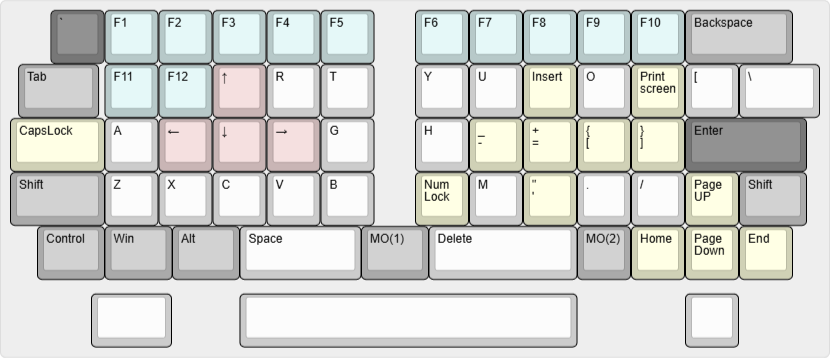 ` F1 F2 F3 F4 F5 F6 F7 F8 F9 F10 Backspace
Tab F11 F12 ↑ R T Y U Insert O Print screen [ \
CapsLock A ← ↓ → G H _ - + = { [ } ] Enter
Shift Z X C V B Num Lock M " ' . / Page UP Shift
Control Win Alt Space MO(1) Delete MO(2) Home Page Down End